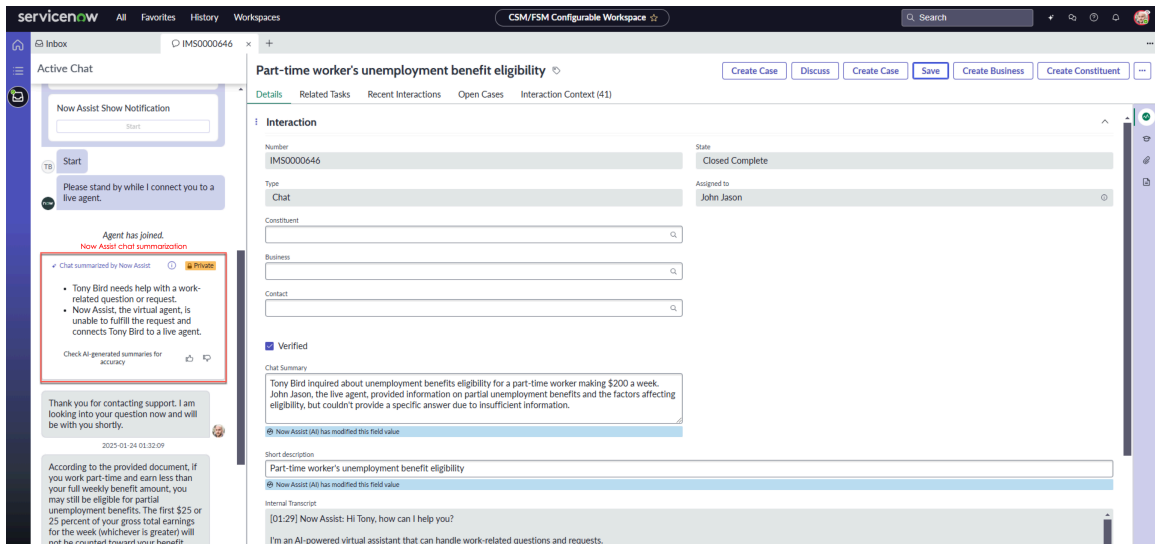 servicenow All Favorites History Workspaces CSM/FSM Configurable Workspace ☆ Search
Inbox IMS0000646 × +
Active Chat
Now Assist Show Notification
Start
TB Start
Please stand by while I connect you to a
live agent.
now
Agent has joined.
Now Assist chat summarization
Chat summarized by Now Assist Private
• Tony Bird needs help with a work-
related question or request.
• Now Assist, the virtual agent, is
unable to fulfill the request and
connects Tony Bird to a live agent.
Check AI-generated summaries for
accuracy
Thank you for contacting support. I am
looking into your question now and will
be with you shortly.
2025-01-24 01:32:09
According to the provided document, if
you work part-time and earn less than
your full weekly benefit amount, you
may still be eligible for partial
unemployment benefits. The first $25 or
25 percent of your gross total earnings
for the week (whichever is greater) will
not be counted toward your benefit
Part-time worker's unemployment benefit eligibility
Create Case Discuss Create Case Save Create Business Create Constituent ...
Details Related Tasks Recent Interactions Open Cases Interaction Context (41)
Interaction
Number
IMS0000646
State
Closed Complete
Type
Chat
Assigned to
John Jason
Constituent
Business
Contact
Verified
Chat Summary
Tony Bird inquired about unemployment benefits eligibility for a part-time worker making $200 a week.
John Jason, the live agent, provided information on partial unemployment benefits and the factors affecting
eligibility, but couldn't provide a specific answer due to insufficient information.
Now Assist (AI) has modified this field value
Short description
Part-time worker's unemployment benefit eligibility
Now Assist (AI) has modified this field value
Internal Transcript
[01:29] Now Assist: Hi Tony, how can I help you?
I'm an AI-powered virtual assistant that can handle work-related questions and requests.